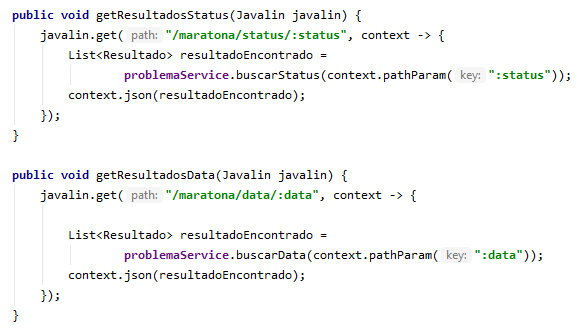 public void getResultadosStatus(Javalin javalin) {
    javalin.get( path: "/maratona/status/:status", context -> {
        List<Resultado> resultadoEncontrado =
                problemaService.buscarStatus(context.pathParam( key: ":status"));
        context.json(resultadoEncontrado);
    });
}

public void getResultadosData(Javalin javalin) {
    javalin.get( path: "/maratona/data/:data", context -> {

        List<Resultado> resultadoEncontrado =
                problemaService.buscarData(context.pathParam( key: ":data"));
        context.json(resultadoEncontrado);
    });
}